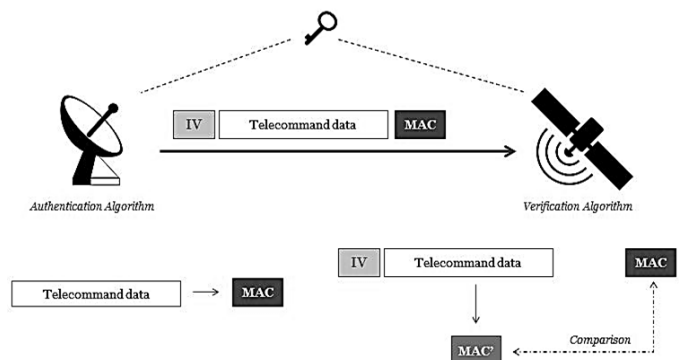 IV Telecommand data MAC
Authentication Algorithm Verification Algorithm
IV Telecommand data MAC
Telecommand data MAC
Comparison
MAC'